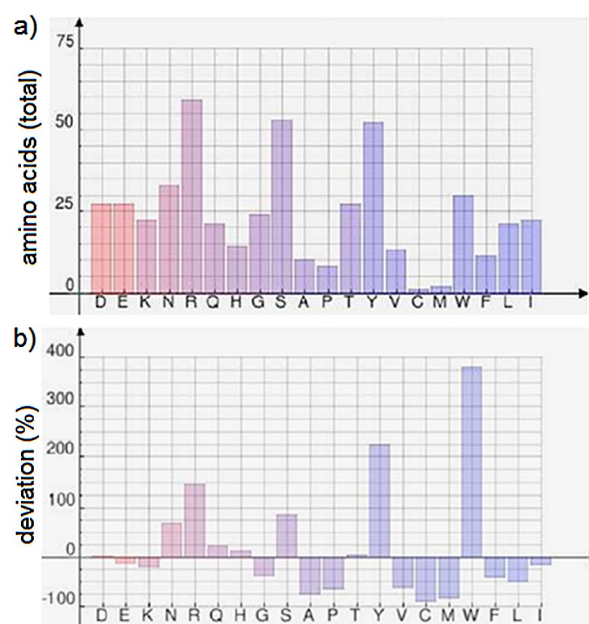 a)
amino acids (total)
75
50
25
0
D E K N R Q H G S A P T Y V C M W F L I
b)
deviation (%)
400
300
200
100
0
-100
D E K N R Q H G S A P T Y V C M W F L I